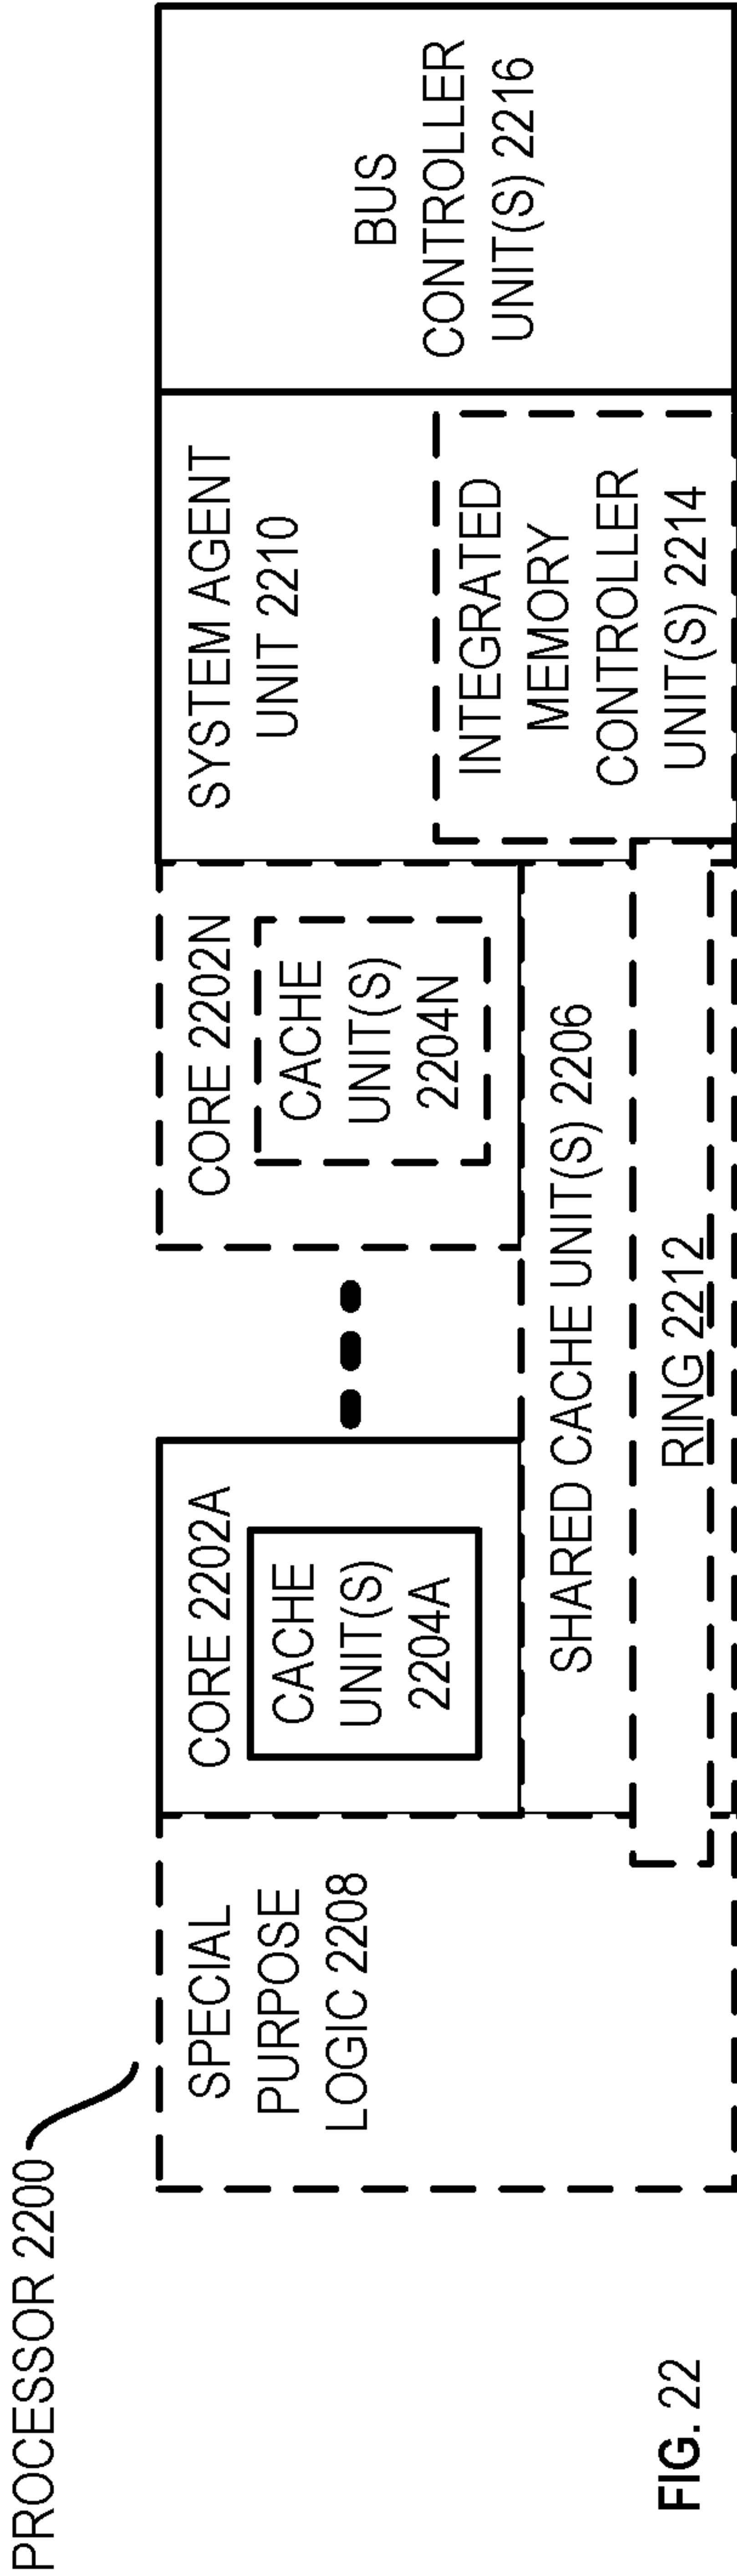 PROCESSOR 2200
SPECIAL
PURPOSE
LOGIC 2208
CORE 2202A
CACHE
UNIT(S)
2204A
CORE 2202N
CACHE
UNIT(S)
2204N
SHARED CACHE UNIT(S) 2206
RING 2212
SYSTEM AGENT
UNIT 2210
INTEGRATED
MEMORY
CONTROLLER
UNIT(S) 2214
BUS
CONTROLLER
UNIT(S) 2216
FIG. 22